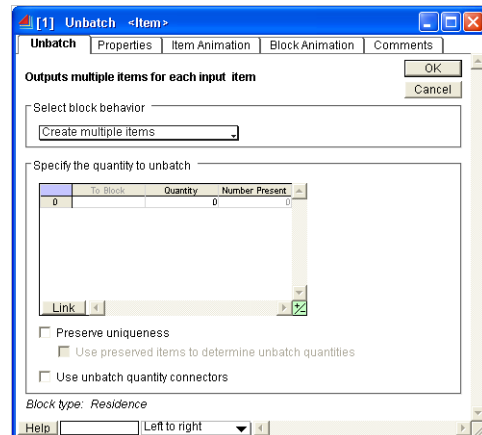 [1] Unbatch <Item>
Unbatch Properties Item Animation Block Animation Comments
Outputs multiple items for each input item
OK
Cancel
Select block behavior
Create multiple items
Specify the quantity to unbatch
To Block Quantity Number Present
0 0 0
Link
Preserve uniqueness
Use preserved items to determine unbatch quantities
Use unbatch quantity connectors
Block type: Residence
Help Left to right